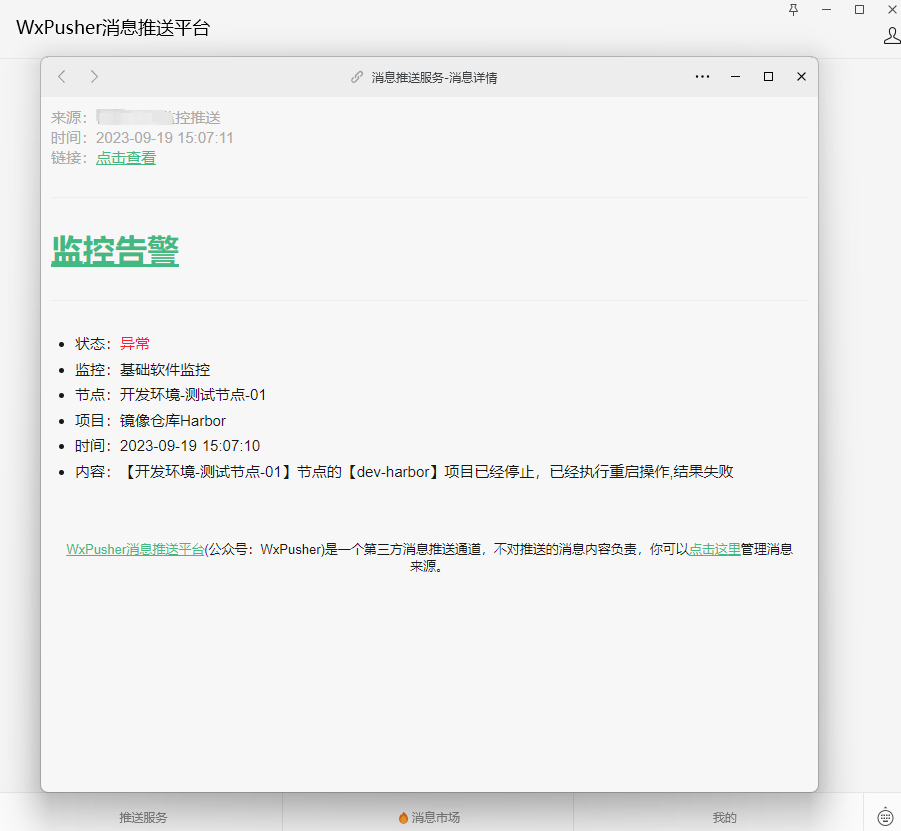 WxPusher消息推送平台
消息推送服务-消息详情
来源：监控推送
时间：2023-09-19 15:07:11
链接：点击查看
监控告警
状态：异常
监控：基础软件监控
节点：开发环境-测试节点-01
项目：镜像仓库Harbor
时间：2023-09-19 15:07:10
内容：【开发环境-测试节点-01】节点的【dev-harbor】项目已经停止，已经执行重启操作,结果失败
WxPusher消息推送平台(公众号：WxPusher)是一个第三方消息推送通道，不对推送的消息内容负责，你可以点击这里管理消息
来源。
推送服务
消息市场
我的